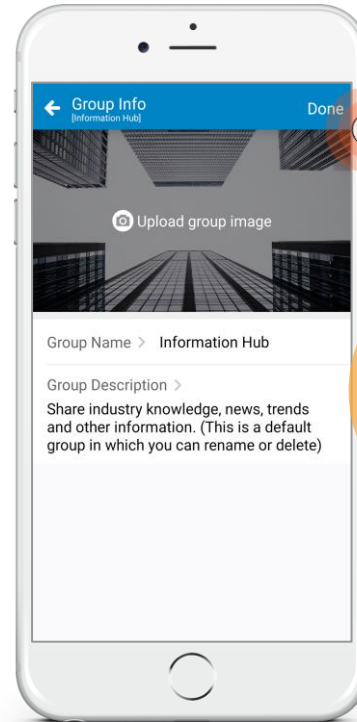 Group Info
[Information Hub]
Done
Upload group image
Group Name > Information Hub
Group Description >
Share industry knowledge, news, trends
and other information. (This is a default
group in which you can rename or delete)